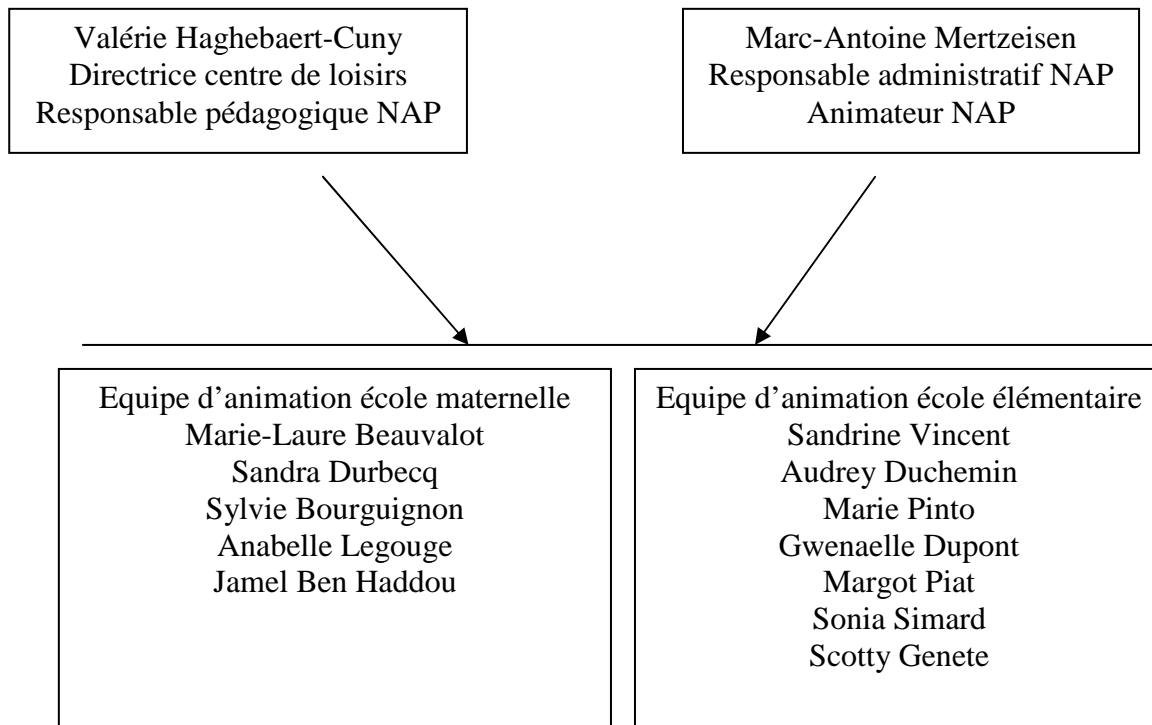 Valérie Haghebaert-Cuny
Directrice centre de loisirs
Responsable pédagogique NAP
Marc-Antoine Mertzeisen
Responsable administratif NAP
Animateur NAP
Equipe d’animation école maternelle
Marie-Laure Beauvalot
Sandra Durbecq
Sylvie Bourguignon
Anabelle Legouge
Jamel Ben Haddou
Equipe d’animation école élémentaire
Sandrine Vincent
Audrey Duchemin
Marie Pinto
Gwenaelle Dupont
Margot Piat
Sonia Simard
Scotty Genete